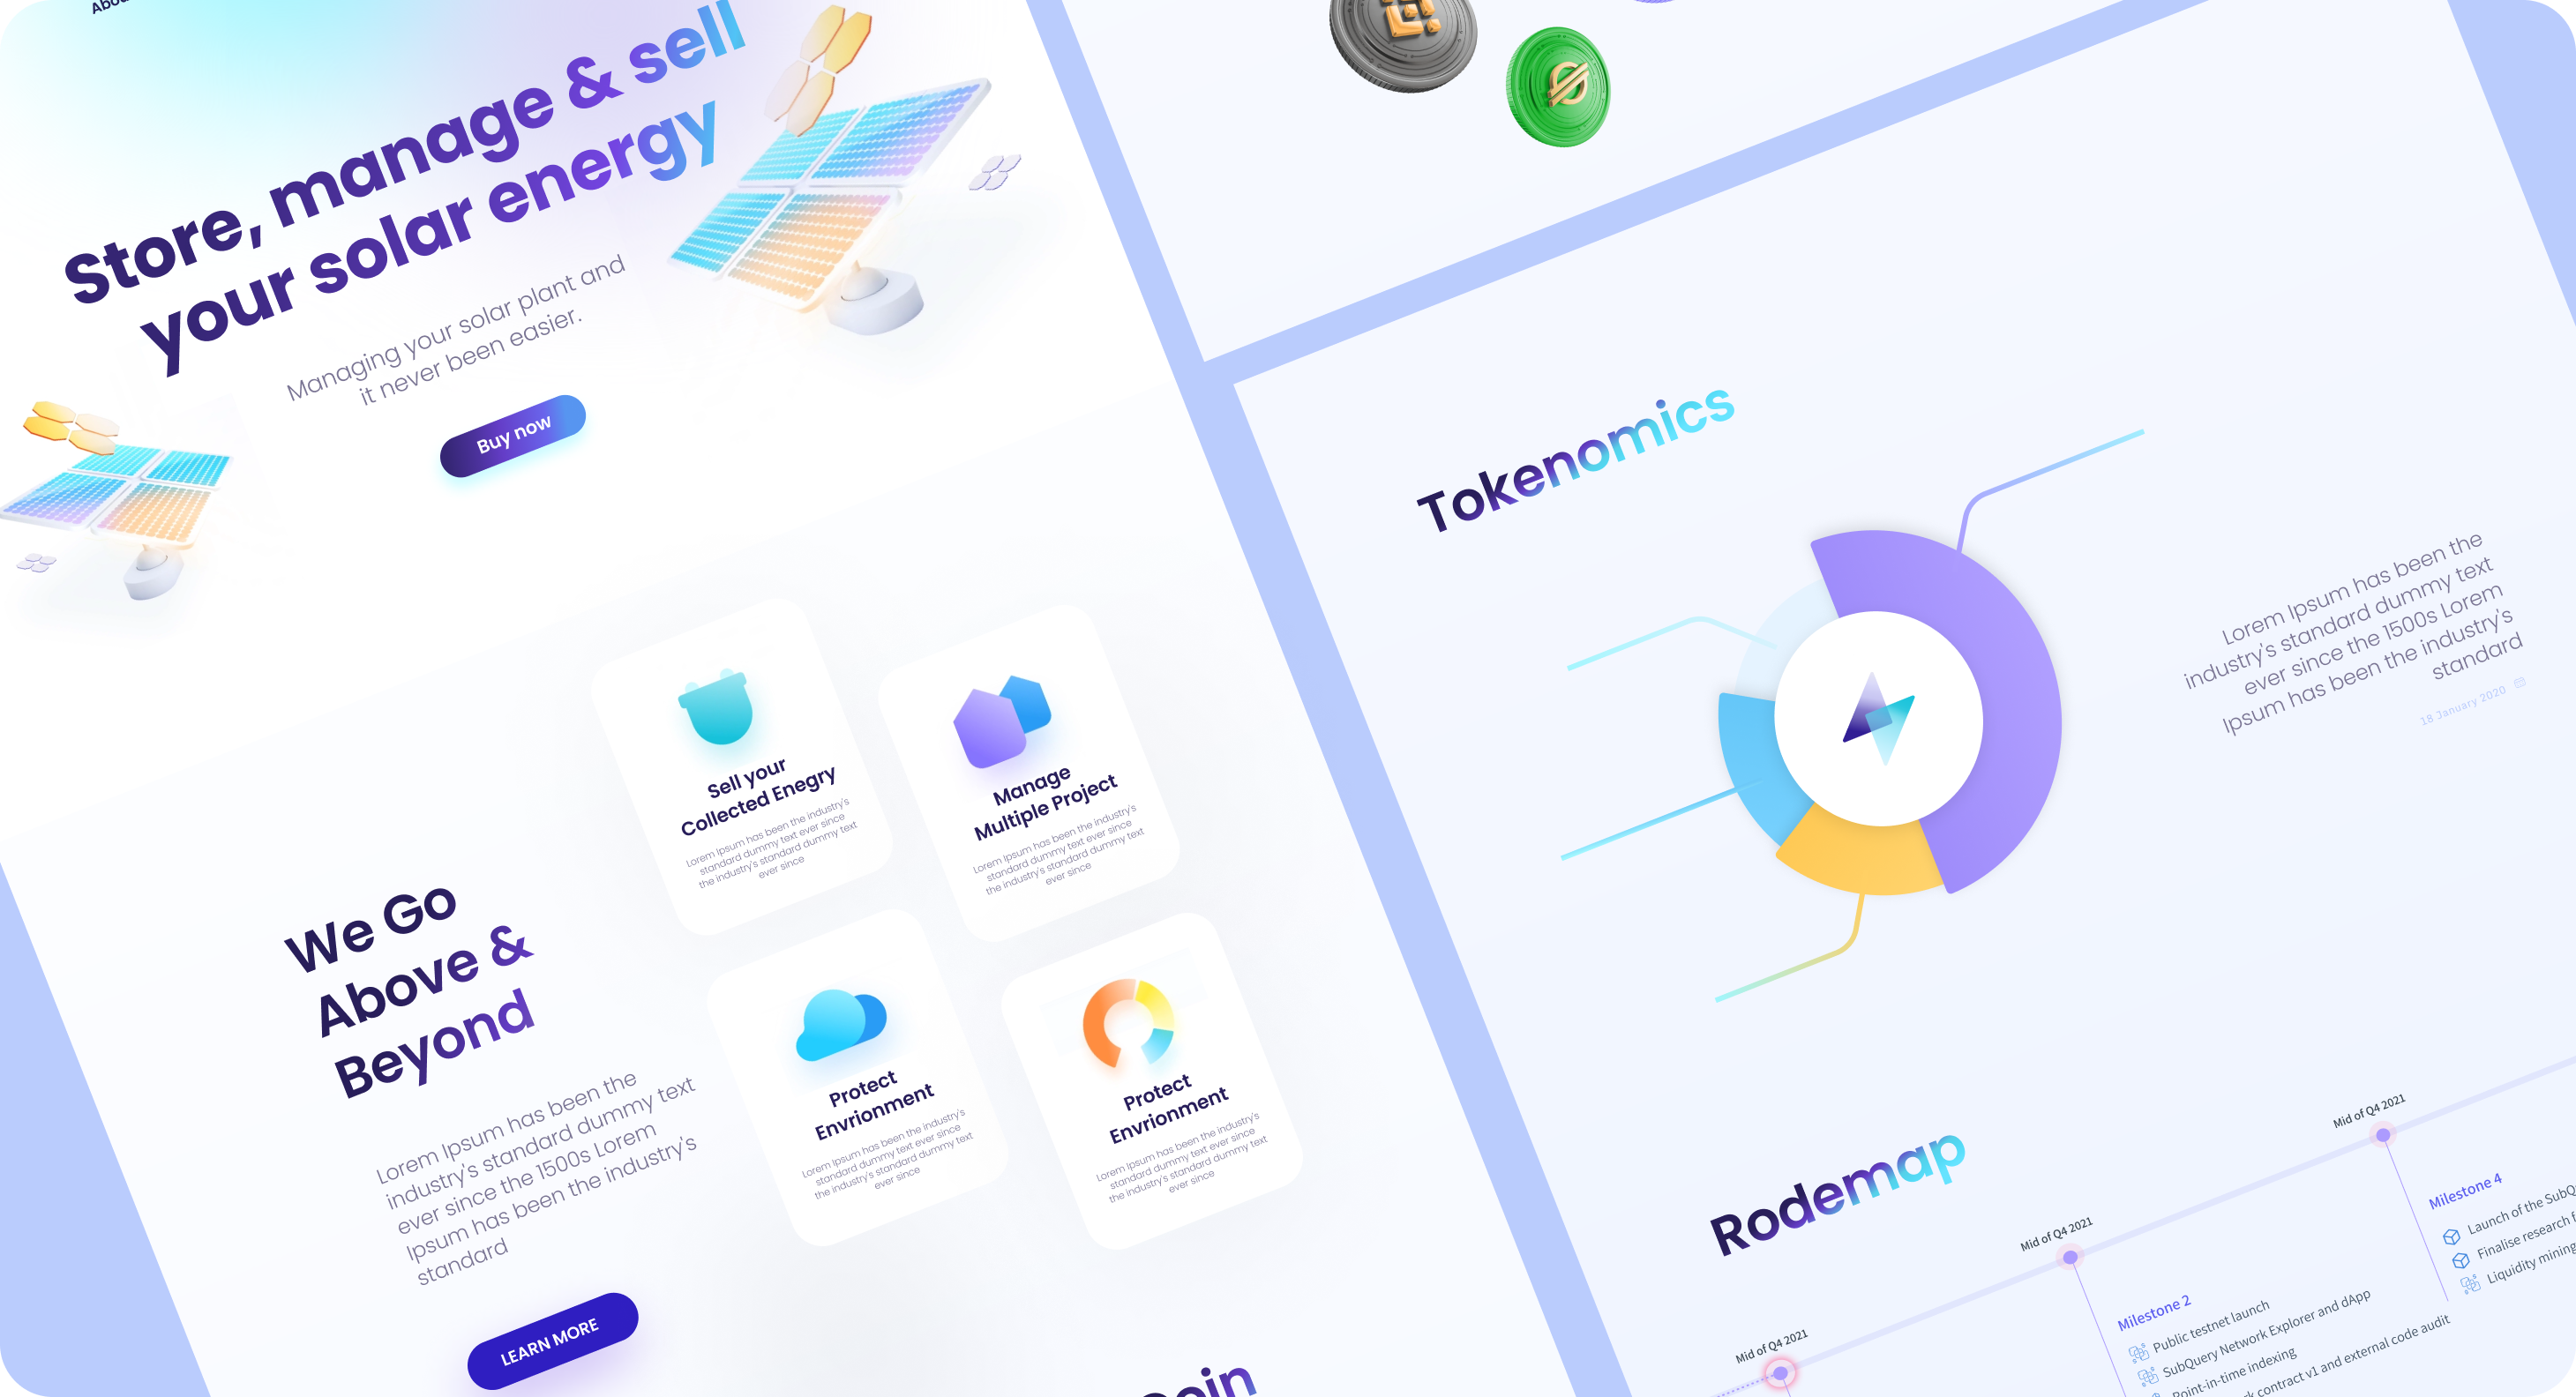 Store, manage & sell
your solar energy
Managing your solar plant and
it never been easier.
Buy now
We Go
Above &
Beyond
Lorem Ipsum has been the
industry's standard dummy text
ever since the 1500s Lorem
Ipsum has been the industry's
standard
LEARN MORE
Sell your
Collected Enegry
Lorem Ipsum has been the industry's
standard dummy text ever since
the industry's standard dummy text
ever since
Manage
Multiple Project
Lorem Ipsum has been the industry's
standard dummy text ever since
the industry's standard dummy text
ever since
Protect
Envrionment
Lorem Ipsum has been the industry's
standard dummy text ever since
the industry's standard dummy text
ever since
Protect
Envrionment
Lorem Ipsum has been the industry's
standard dummy text ever since
the industry's standard dummy text
ever since
Tokenomics
Lorem Ipsum has been the
industry's standard dummy text
ever since the 1500s Lorem
Ipsum has been the industry's
standard
18 January 2020
Rodemap
Mid of Q4 2021
Mid of Q4 2021
Milestone 2
Public testnet launch
SubQuery Network Explorer and dApp
Point-in-time indexing
contract v1 and external code audit
Mid of Q4 2021
Milestone 4
Launch of the
Finalise research
Liquidity mining